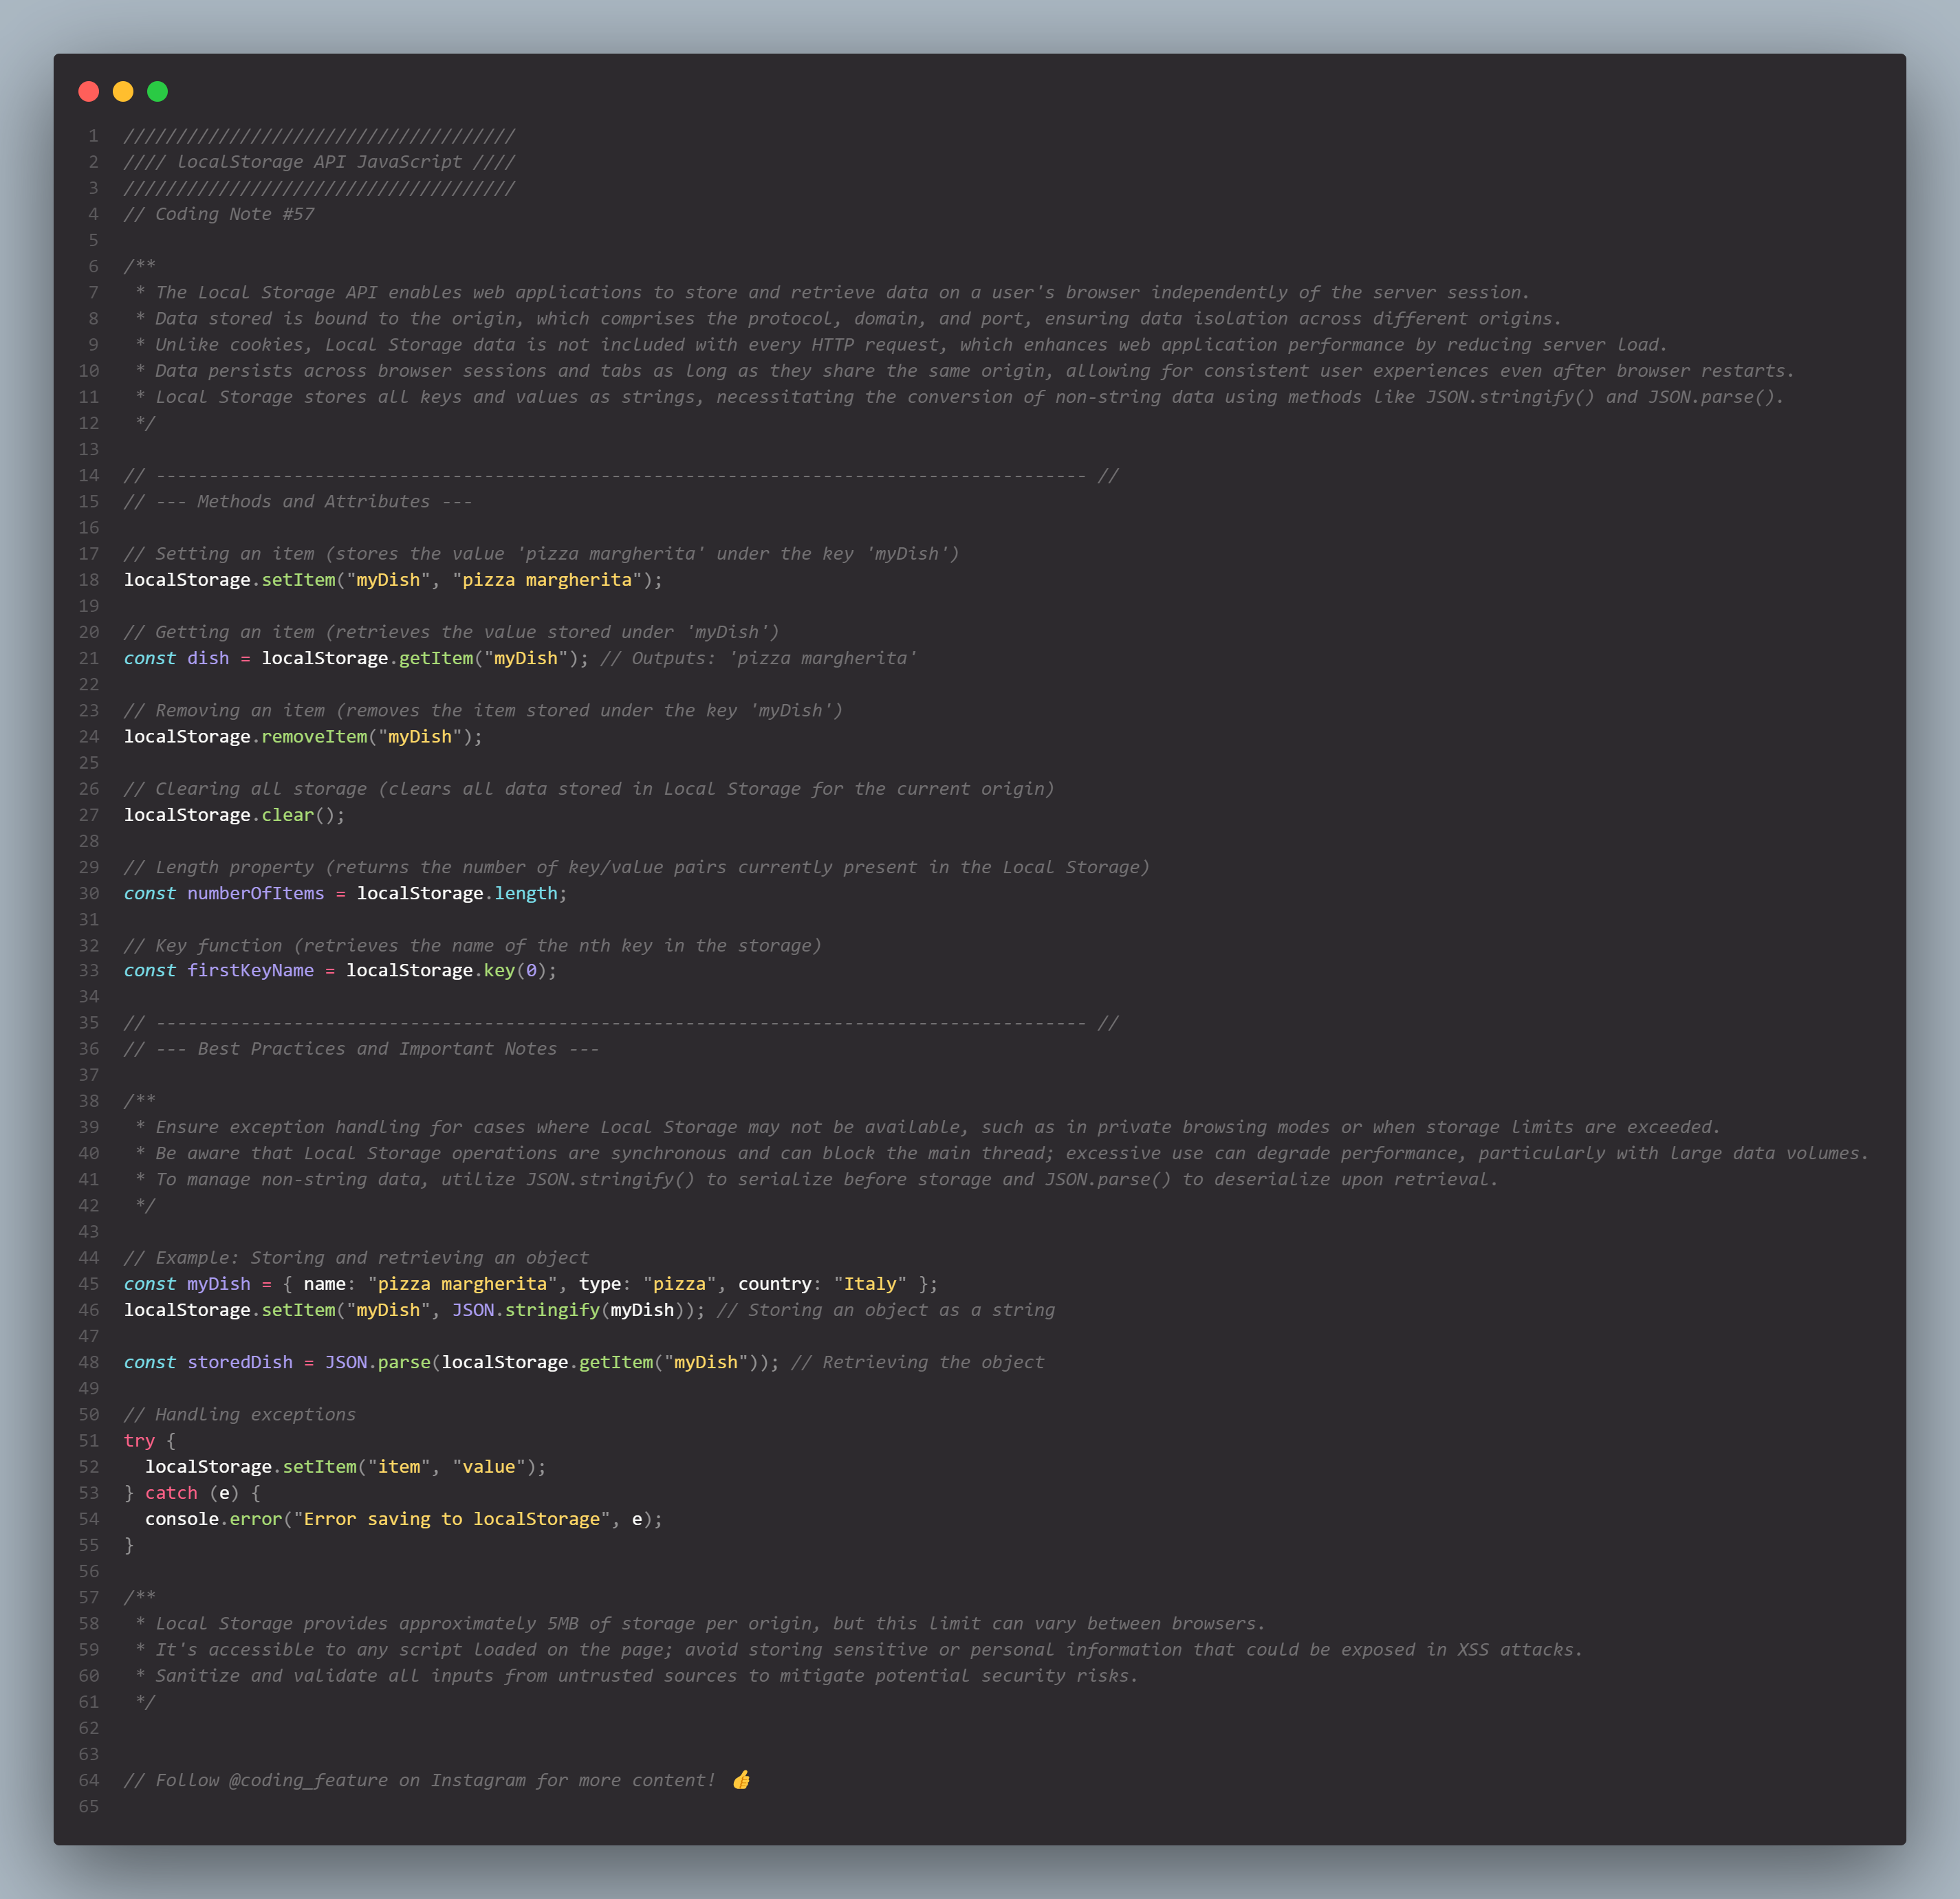 1 /////////////////////////////////////
2 //// localStorage API JavaScript ////
3 /////////////////////////////////////
4 // Coding Note #57
5
6 /**
7  * The Local Storage API enables web applications to store and retrieve data on a user's browser independently of the server session.
8  * Data stored is bound to the origin, which comprises the protocol, domain, and port, ensuring data isolation across different origins.
9  * Unlike cookies, Local Storage data is not included with every HTTP request, which enhances web application performance by reducing server load.
10  * Data persists across browser sessions and tabs as long as they share the same origin, allowing for consistent user experiences even after browser restarts.
11  * Local Storage stores all keys and values as strings, necessitating the conversion of non-string data using methods like JSON.stringify() and JSON.parse().
12  */
13
14 // ---------------------------------------------------------------------------------------- //
15 // --- Methods and Attributes ---
16
17 // Setting an item (stores the value 'pizza margherita' under the key 'myDish')
18 localStorage.setItem("myDish", "pizza margherita");
19
20 // Getting an item (retrieves the value stored under 'myDish')
21 const dish = localStorage.getItem("myDish"); // Outputs: 'pizza margherita'
22
23 // Removing an item (removes the item stored under the key 'myDish')
24 localStorage.removeItem("myDish");
25
26 // Clearing all storage (clears all data stored in Local Storage for the current origin)
27 localStorage.clear();
28
29 // Length property (returns the number of key/value pairs currently present in the Local Storage)
30 const numberOfItems = localStorage.length;
31
32 // Key function (retrieves the name of the nth key in the storage)
33 const firstKeyName = localStorage.key(0);
34
35 // ---------------------------------------------------------------------------------------- //
36 // --- Best Practices and Important Notes ---
37
38 /**
39  * Ensure exception handling for cases where Local Storage may not be available, such as in private browsing modes or when storage limits are exceeded.
40  * Be aware that Local Storage operations are synchronous and can block the main thread; excessive use can degrade performance, particularly with large data volumes.
41  * To manage non-string data, utilize JSON.stringify() to serialize before storage and JSON.parse() to deserialize upon retrieval.
42  */
43
44 // Example: Storing and retrieving an object
45 const myDish = { name: "pizza margherita", type: "pizza", country: "Italy" };
46 localStorage.setItem("myDish", JSON.stringify(myDish)); // Storing an object as a string
47
48 const storedDish = JSON.parse(localStorage.getItem("myDish")); // Retrieving the object
49
50 // Handling exceptions
51 try {
52   localStorage.setItem("item", "value");
53 } catch (e) {
54   console.error("Error saving to localStorage", e);
55 }
56
57 /**
58  * Local Storage provides approximately 5MB of storage per origin, but this limit can vary between browsers.
59  * It's accessible to any script loaded on the page; avoid storing sensitive or personal information that could be exposed in XSS attacks.
60  * Sanitize and validate all inputs from untrusted sources to mitigate potential security risks.
61  */
62
63
64 // Follow @coding_feature on Instagram for more content! 👍
65